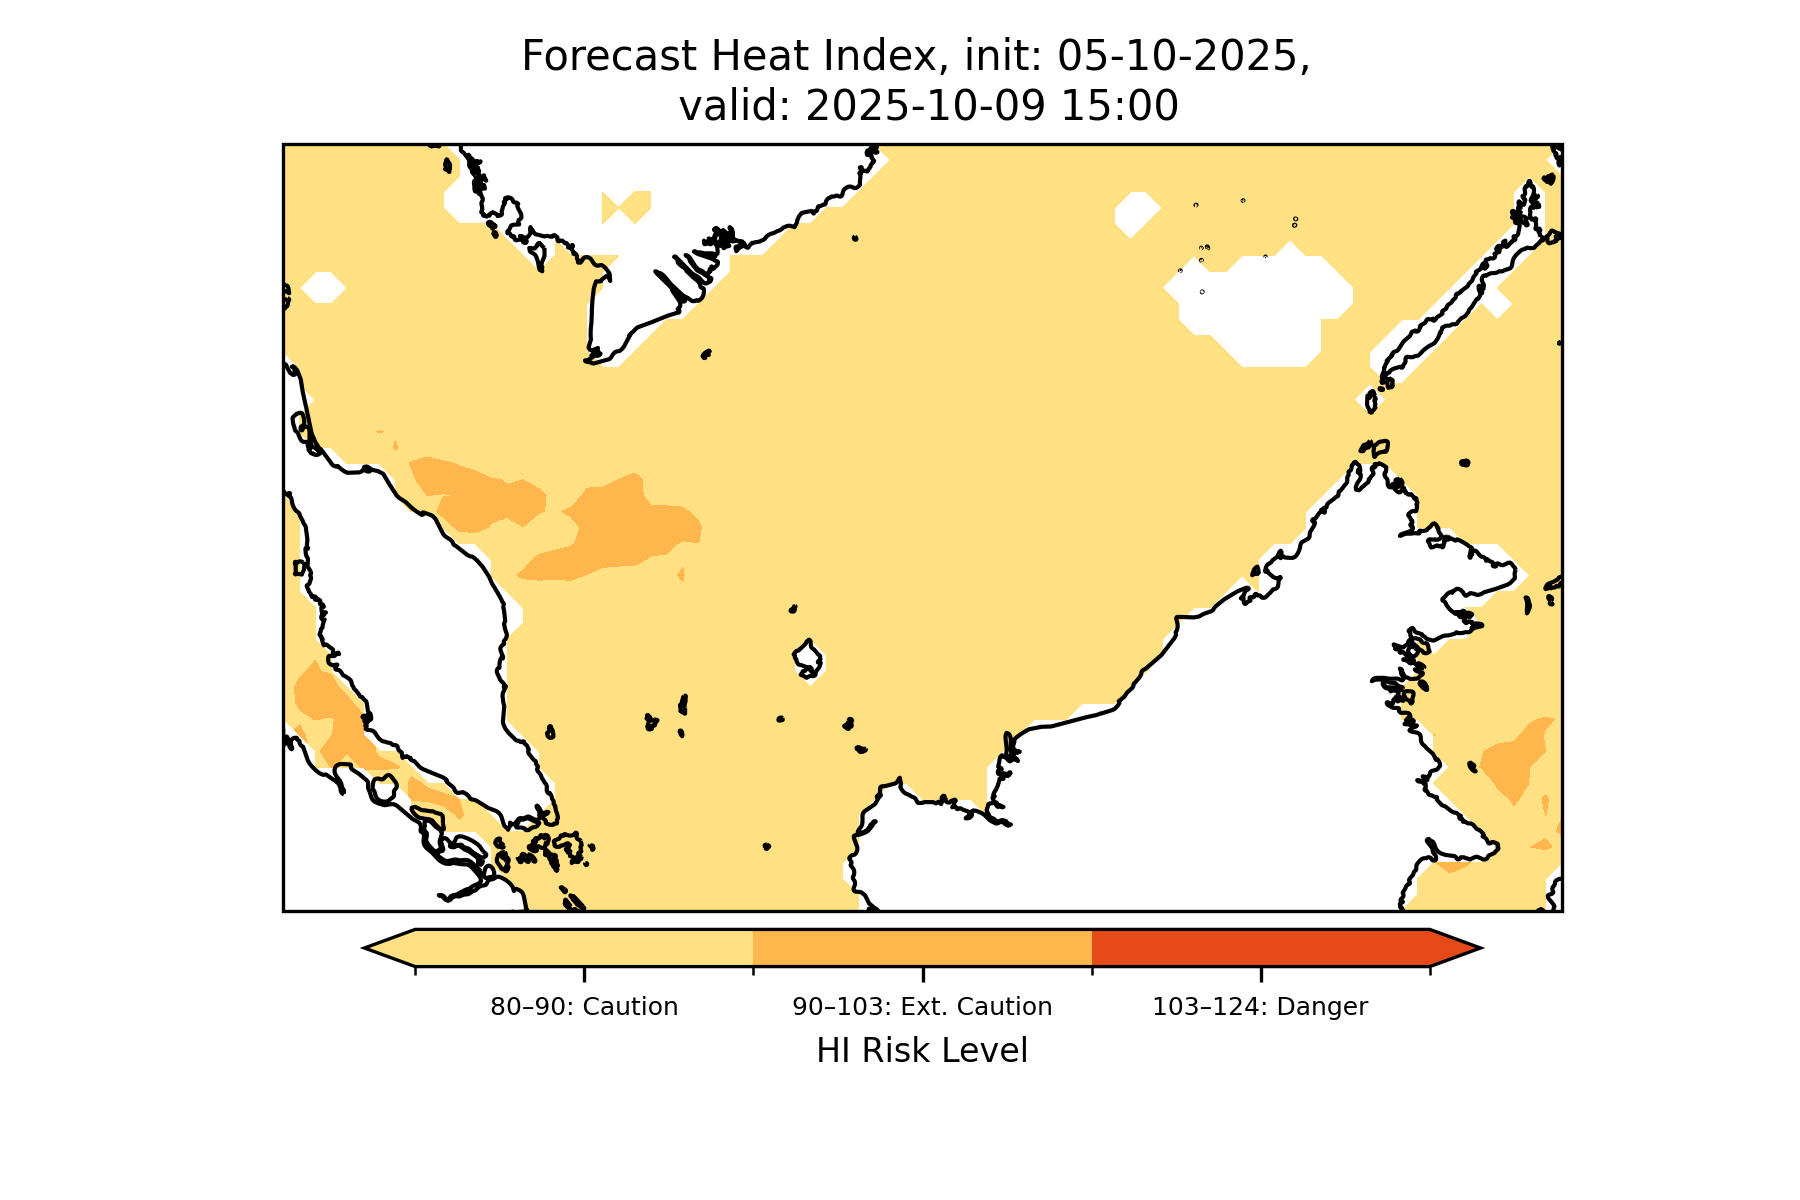 Forecast Heat Index, init: 05-10-2025,
valid: 2025-10-09 15:00
80–90: Caution
90–103: Ext. Caution
103–124: Danger
HI Risk Level